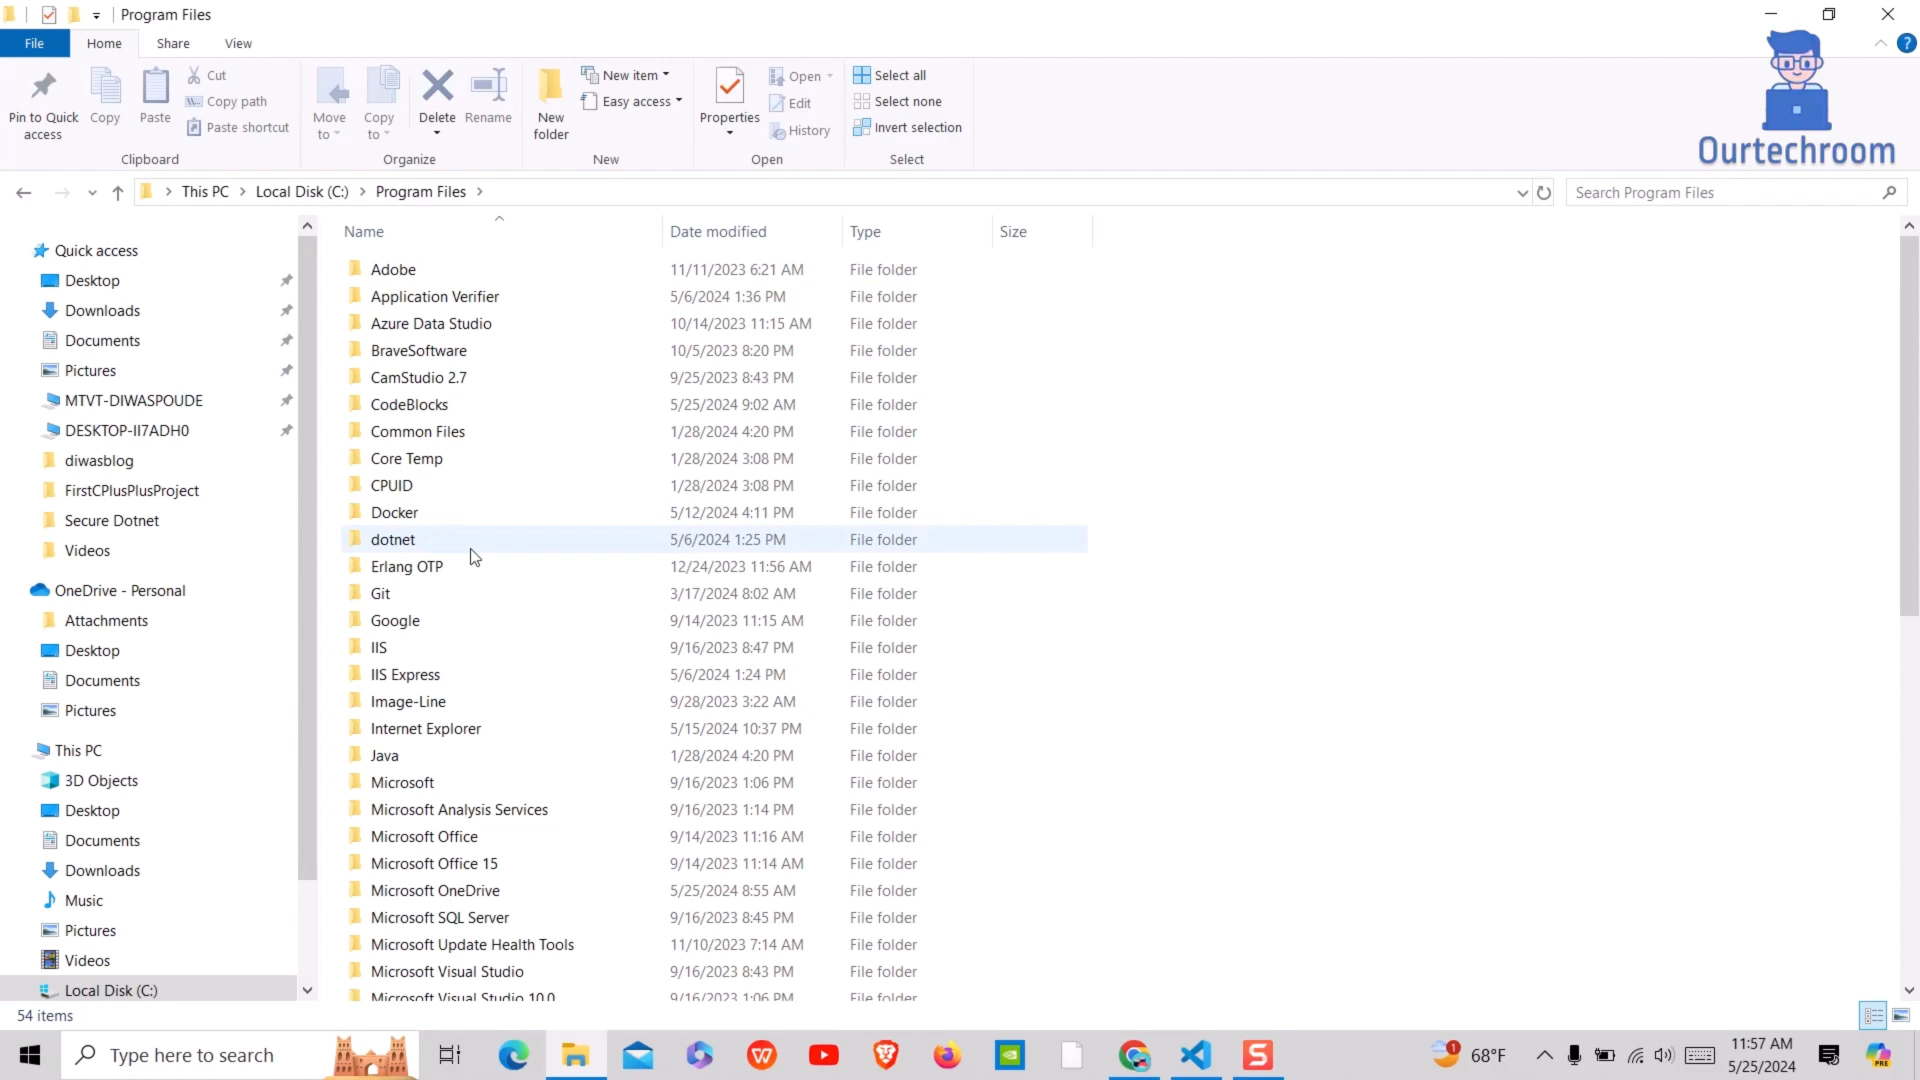 Program Files
File Home Share View
Pin to Quick access
Copy
Paste
Cut
Copy path
Paste shortcut
Clipboard
Move to
Copy to
Delete
Rename
Organize
New folder
New item
Easy access
New
Properties
Open
Edit
History
Open
Select all
Select none
Invert selection
Select
Ourtechroom
This PC > Local Disk (C:) > Program Files >
Search Program Files
Quick access
Desktop
Downloads
Documents
Pictures
MTVT-DIWASPOUDE
DESKTOP-II7ADH0
diwasblog
FirstCPlusPlusProject
Secure Dotnet
Videos
OneDrive - Personal
Attachments
Desktop
Documents
Pictures
This PC
3D Objects
Desktop
Documents
Downloads
Music
Pictures
Videos
Local Disk (C:)
Name Date modified Type Size
Adobe 11/11/2023 6:21 AM File folder
Application Verifier 5/6/2024 1:36 PM File folder
Azure Data Studio 10/14/2023 11:15 AM File folder
BraveSoftware 10/5/2023 8:20 PM File folder
CamStudio 2.7 9/25/2023 8:43 PM File folder
CodeBlocks 5/25/2024 9:02 AM File folder
Common Files 1/28/2024 4:20 PM File folder
Core Temp 1/28/2024 3:08 PM File folder
CPUID 1/28/2024 3:08 PM File folder
Docker 5/12/2024 4:11 PM File folder
dotnet 5/6/2024 1:25 PM File folder
Erlang OTP 12/24/2023 11:56 AM File folder
Git 3/17/2024 8:02 AM File folder
Google 9/14/2023 11:15 AM File folder
IIS 9/16/2023 8:47 PM File folder
IIS Express 5/6/2024 1:24 PM File folder
Image-Line 9/28/2023 3:22 AM File folder
Internet Explorer 5/15/2024 10:37 PM File folder
Java 1/28/2024 4:20 PM File folder
Microsoft 9/16/2023 1:06 PM File folder
Microsoft Analysis Services 9/16/2023 1:14 PM File folder
Microsoft Office 9/14/2023 11:16 AM File folder
Microsoft Office 15 9/14/2023 11:14 AM File folder
Microsoft OneDrive 5/25/2024 8:55 AM File folder
Microsoft SQL Server 9/16/2023 8:45 PM File folder
Microsoft Update Health Tools 11/10/2023 7:14 AM File folder
Microsoft Visual Studio 9/16/2023 8:43 PM File folder
Microsoft Visual Studio 10.0 9/16/2023 1:06 PM File folder
54 items
Type here to search
1
68°F
11:57 AM
5/25/2024
PRE